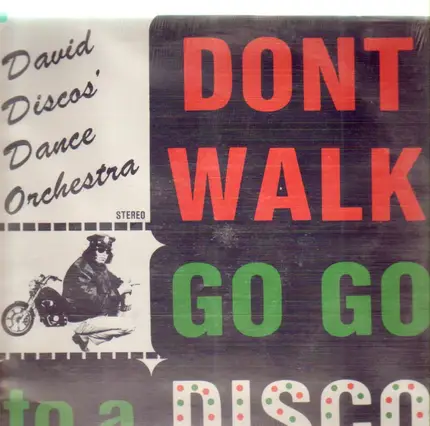 David
Discos'
Dance
Orchestra
STEREO
DONT
WALK
GO GO
to a DISCO